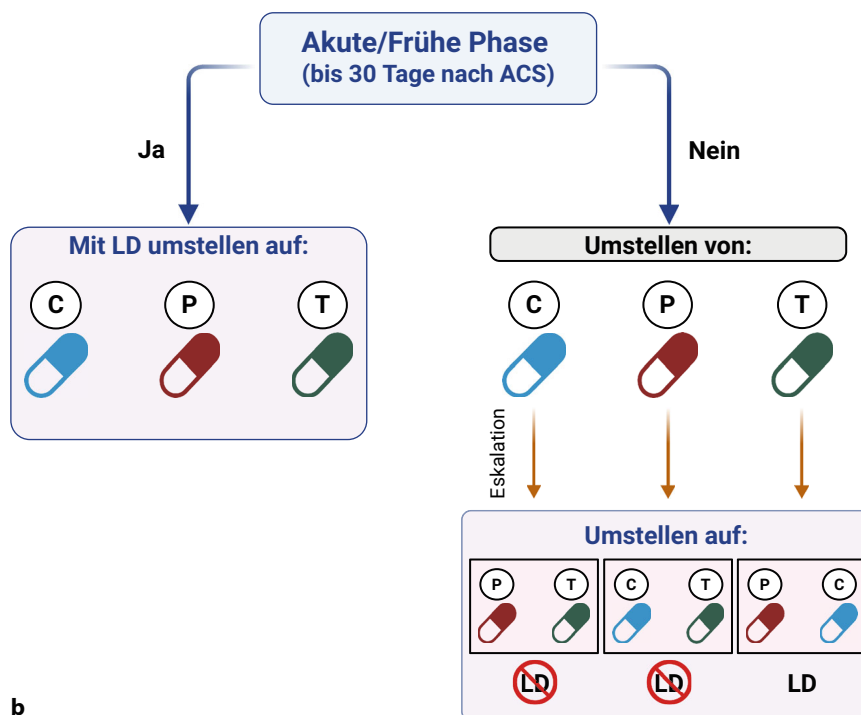 Akute/Frühe Phase
(bis 30 Tage nach ACS)
Ja
Nein
Mit LD umstellen auf:
C P T
Umstellen von:
C P T
Eskalation
Umstellen auf:
P T C T P C
LD LD LD
b